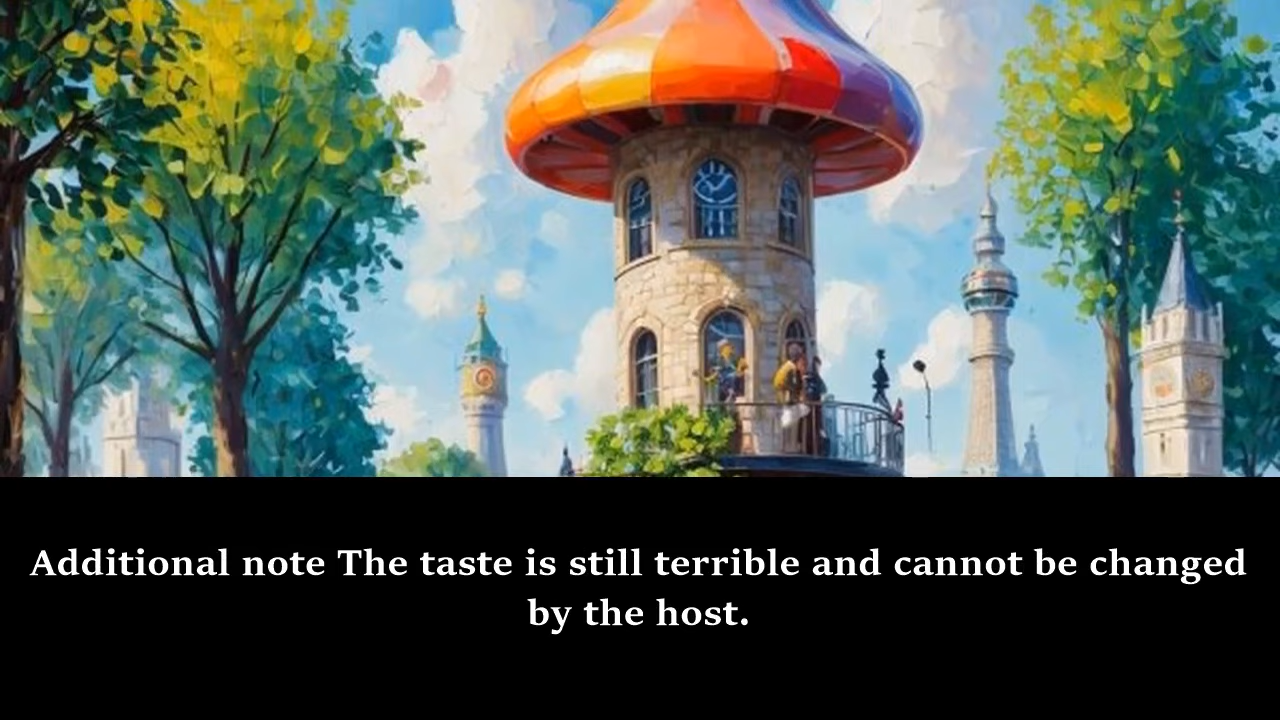 Additional note The taste is still terrible and cannot be changed
by the host.